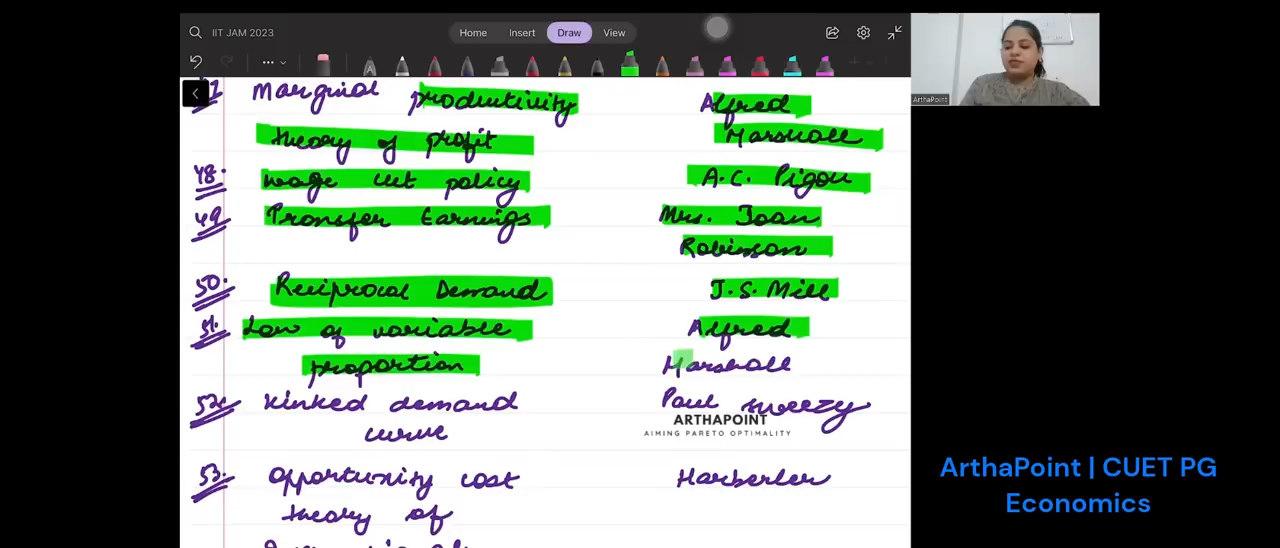 IIT JAM 2023
Home Insert Draw View
Marginal productivity Alfred
theory of profit Marshall
48. wage cut policy A.C. Pigou
49. Transfer Earnings Mrs. Joan
Robinson
50. Reciprocal Demand J.S. Mill
51. Law of variable Alfred
proportion Marshall
52. kinked demand Paul sweezy
curve
ARTHAPOINT
AIMING PARETO OPTIMALITY
53. opportunity cost Harberler
theory of
ArthaPoint
ArthaPoint | CUET PG
Economics